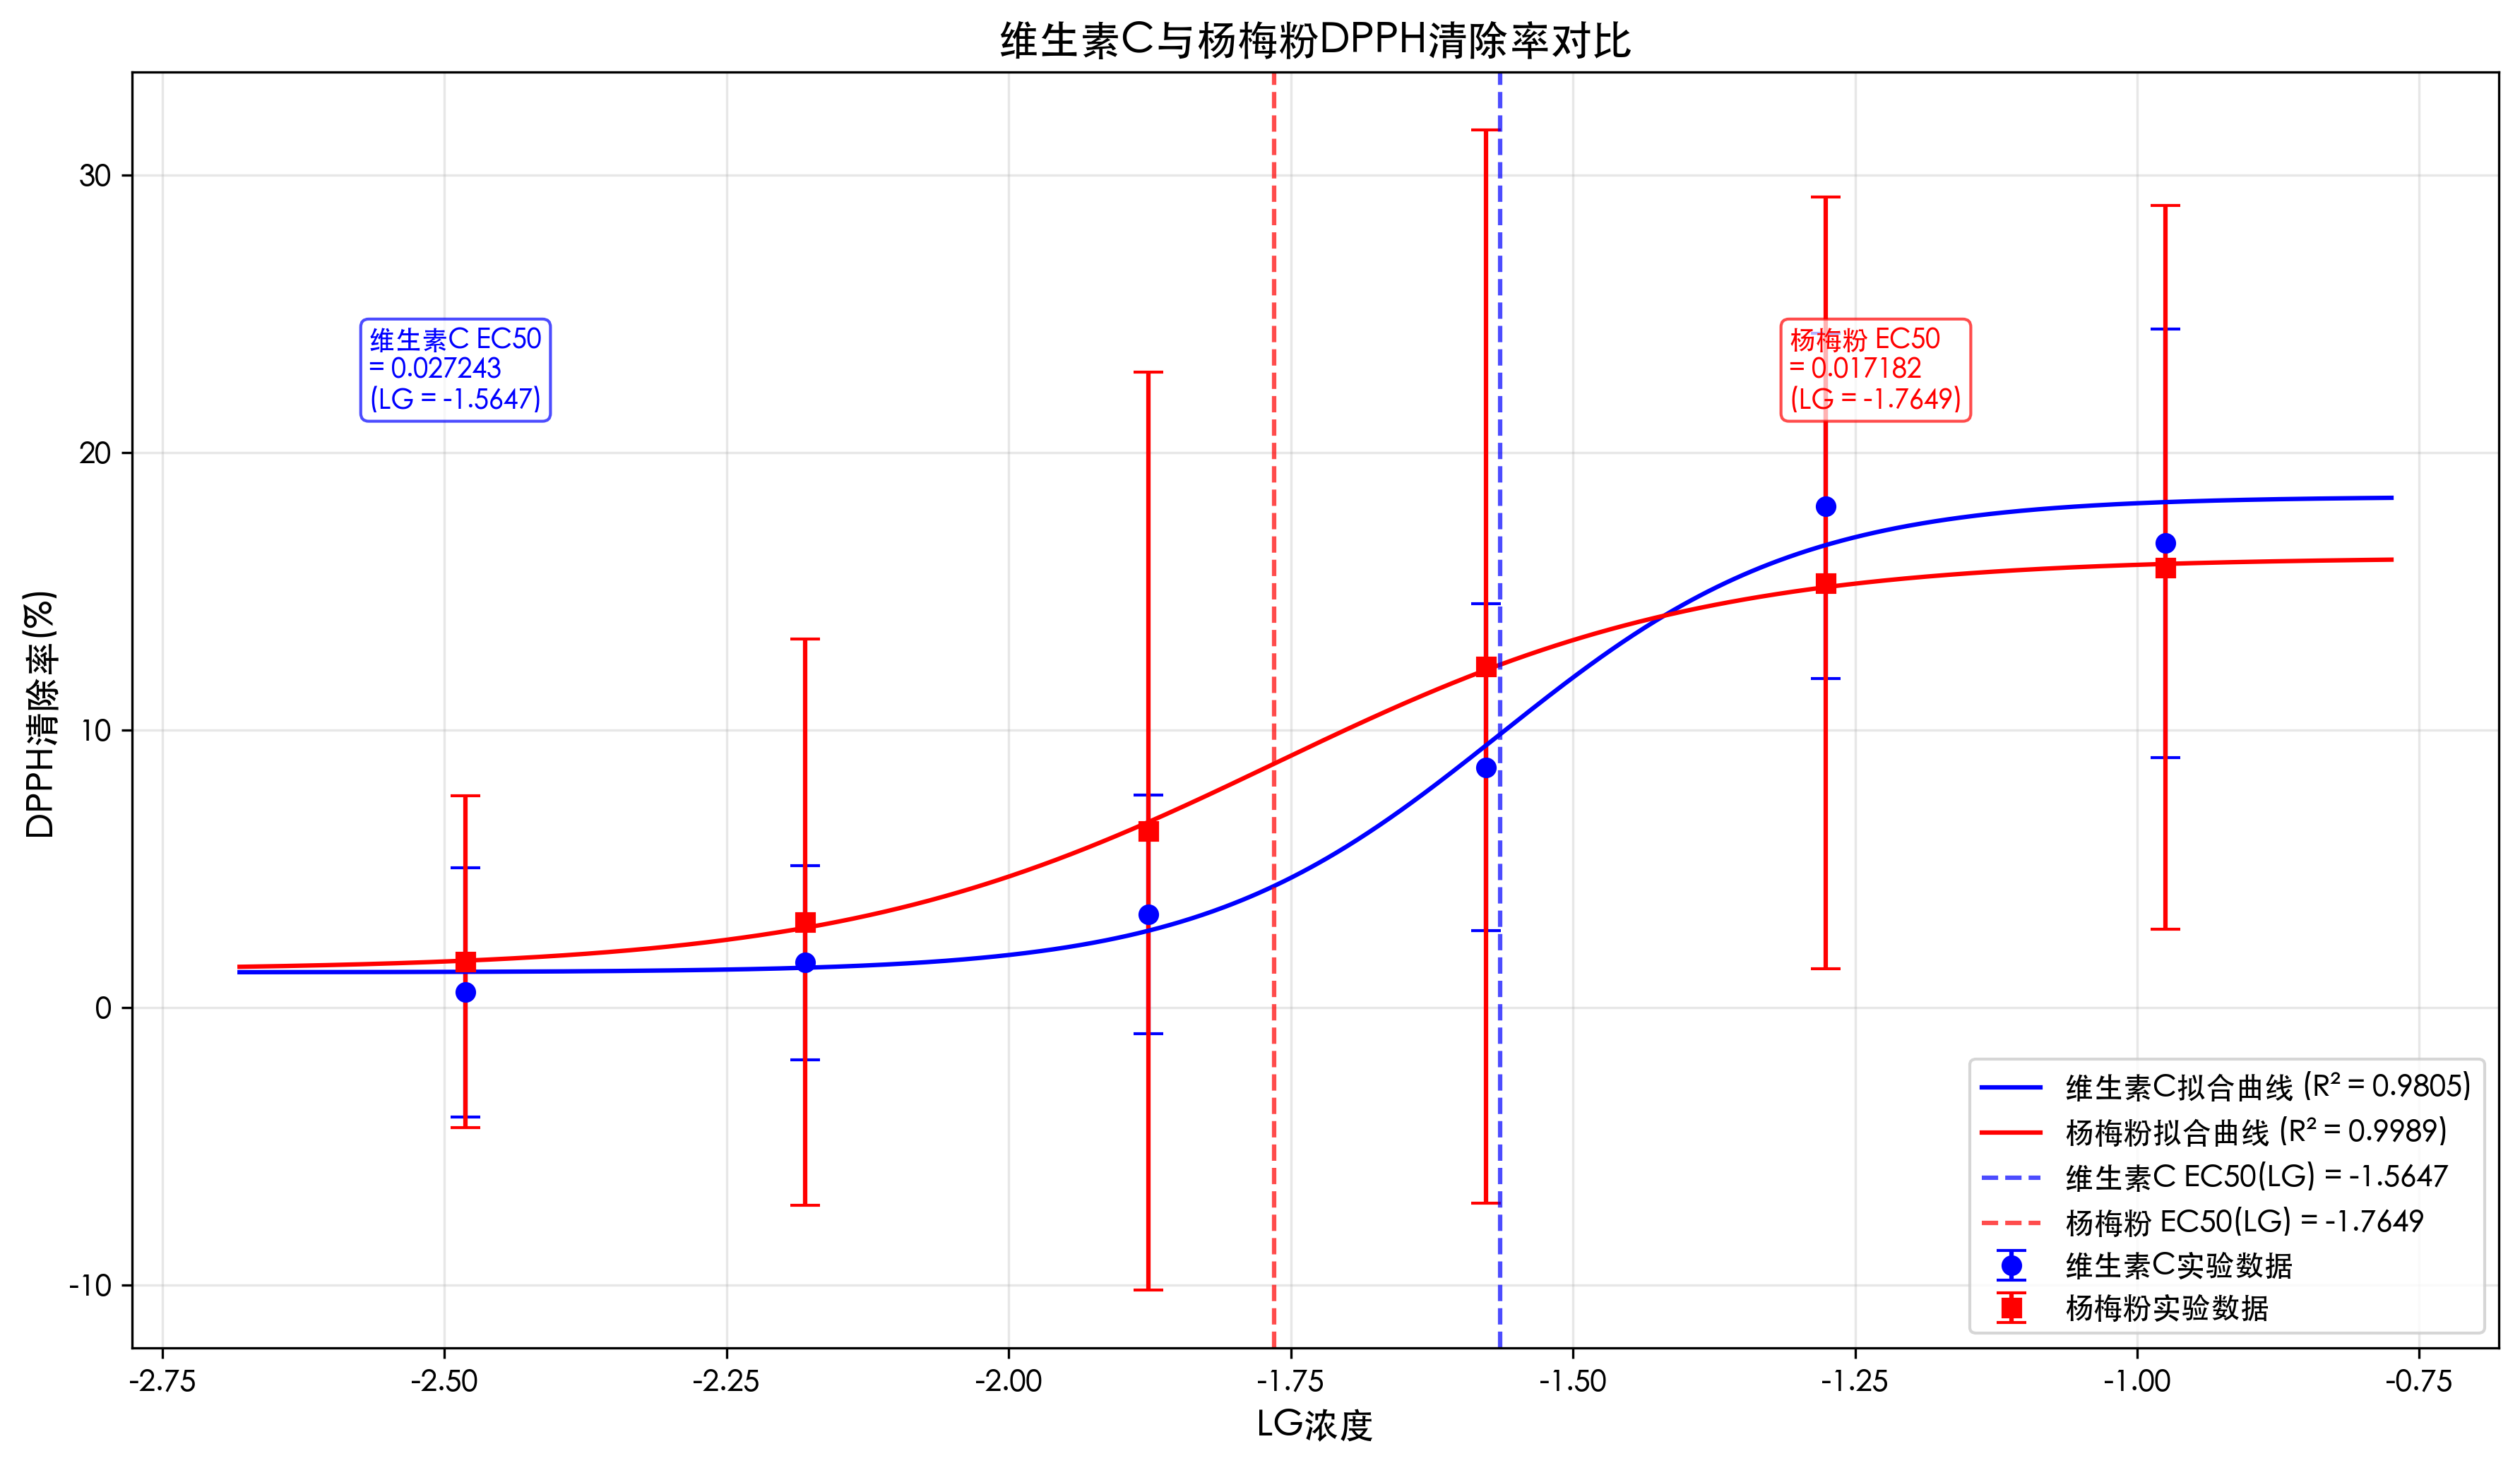 维生素C与杨梅粉DPPH清除率对比
DPPH清除率(%)
30
20
10
0
-10
维生素C EC50
= 0.027243
(LG = -1.5647)
杨梅粉 EC50
= 0.017182
(LG = -1.7649)
维生素C拟合曲线 (R² = 0.9805)
杨梅粉拟合曲线 (R² = 0.9989)
维生素C EC50(LG) = -1.5647
杨梅粉 EC50(LG) = -1.7649
维生素C实验数据
杨梅粉实验数据
-2.75 -2.50 -2.25 -2.00 -1.75 -1.50 -1.25 -1.00 -0.75
LG浓度